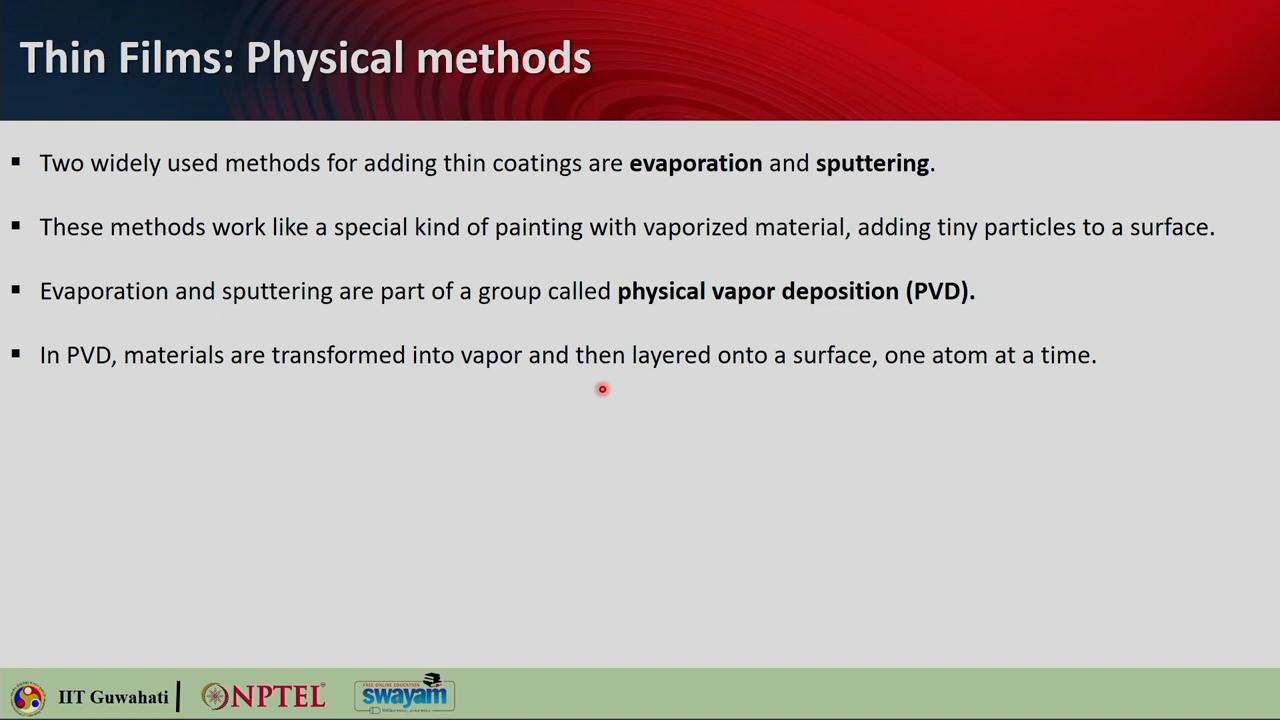 Thin Films: Physical methods
▪ Two widely used methods for adding thin coatings are evaporation and sputtering.
▪ These methods work like a special kind of painting with vaporized material, adding tiny particles to a surface.
▪ Evaporation and sputtering are part of a group called physical vapor deposition (PVD).
▪ In PVD, materials are transformed into vapor and then layered onto a surface, one atom at a time.
IIT Guwahati
NPTEL
FREE ONLINE EDUCATION
swayam